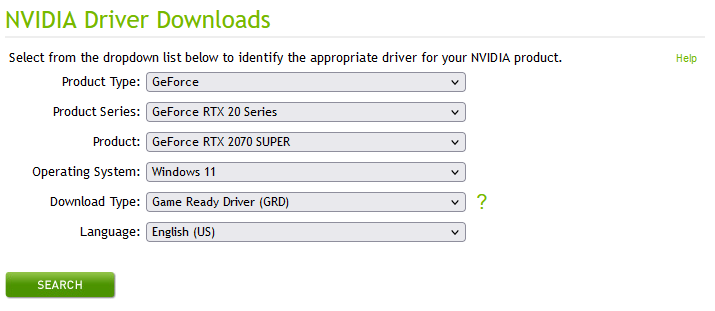 NVIDIA Driver Downloads
Select from the dropdown list below to identify the appropriate driver for your NVIDIA product. Help
Product Type: GeForce
Product Series: GeForce RTX 20 Series
Product: GeForce RTX 2070 SUPER
Operating System: Windows 11
Download Type: Game Ready Driver (GRD) ?
Language: English (US)
SEARCH